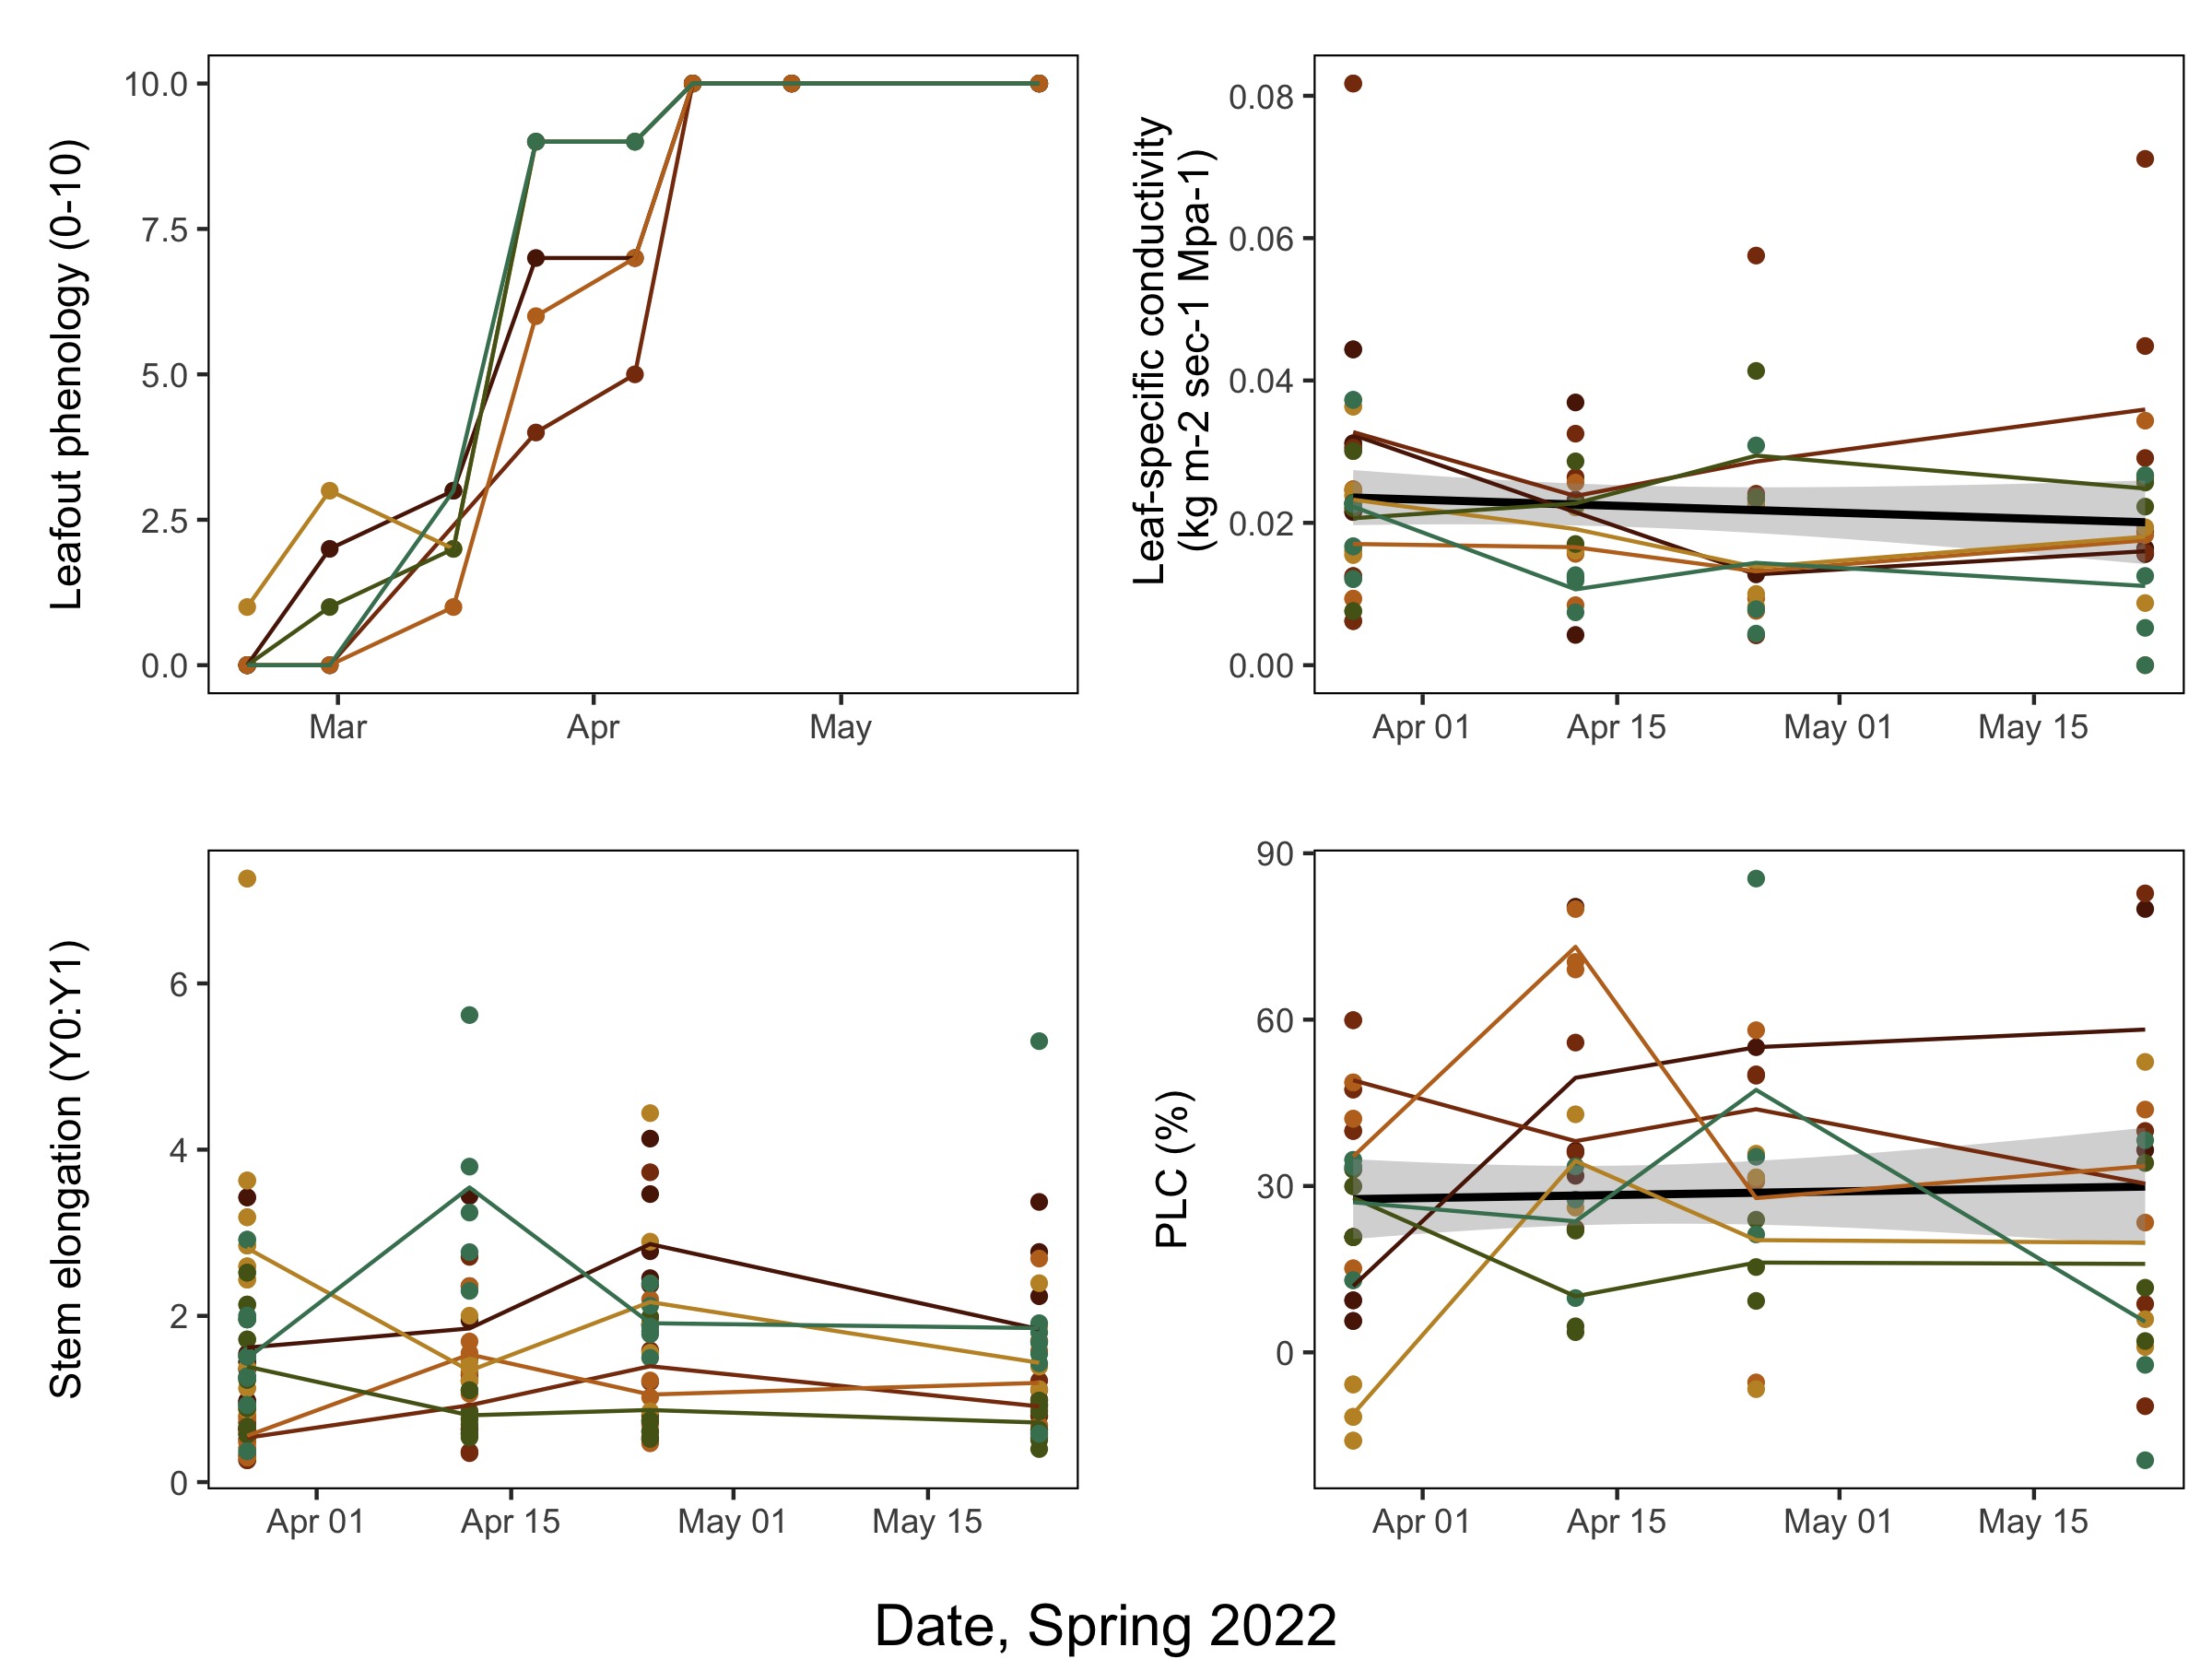 Leafout phenology (0-10)
10.0
7.5
5.0
2.5
0.0
Mar Apr May
Leaf-specific conductivity
(kg m-2 sec-1 Mpa-1)
0.08
0.06
0.04
0.02
0.00
Apr 01 Apr 15 May 01 May 15
Stem elongation (Y0:Y1)
6
4
2
0
Apr 01 Apr 15 May 01 May 15
PLC (%)
90
60
30
0
Apr 01 Apr 15 May 01 May 15
Date, Spring 2022